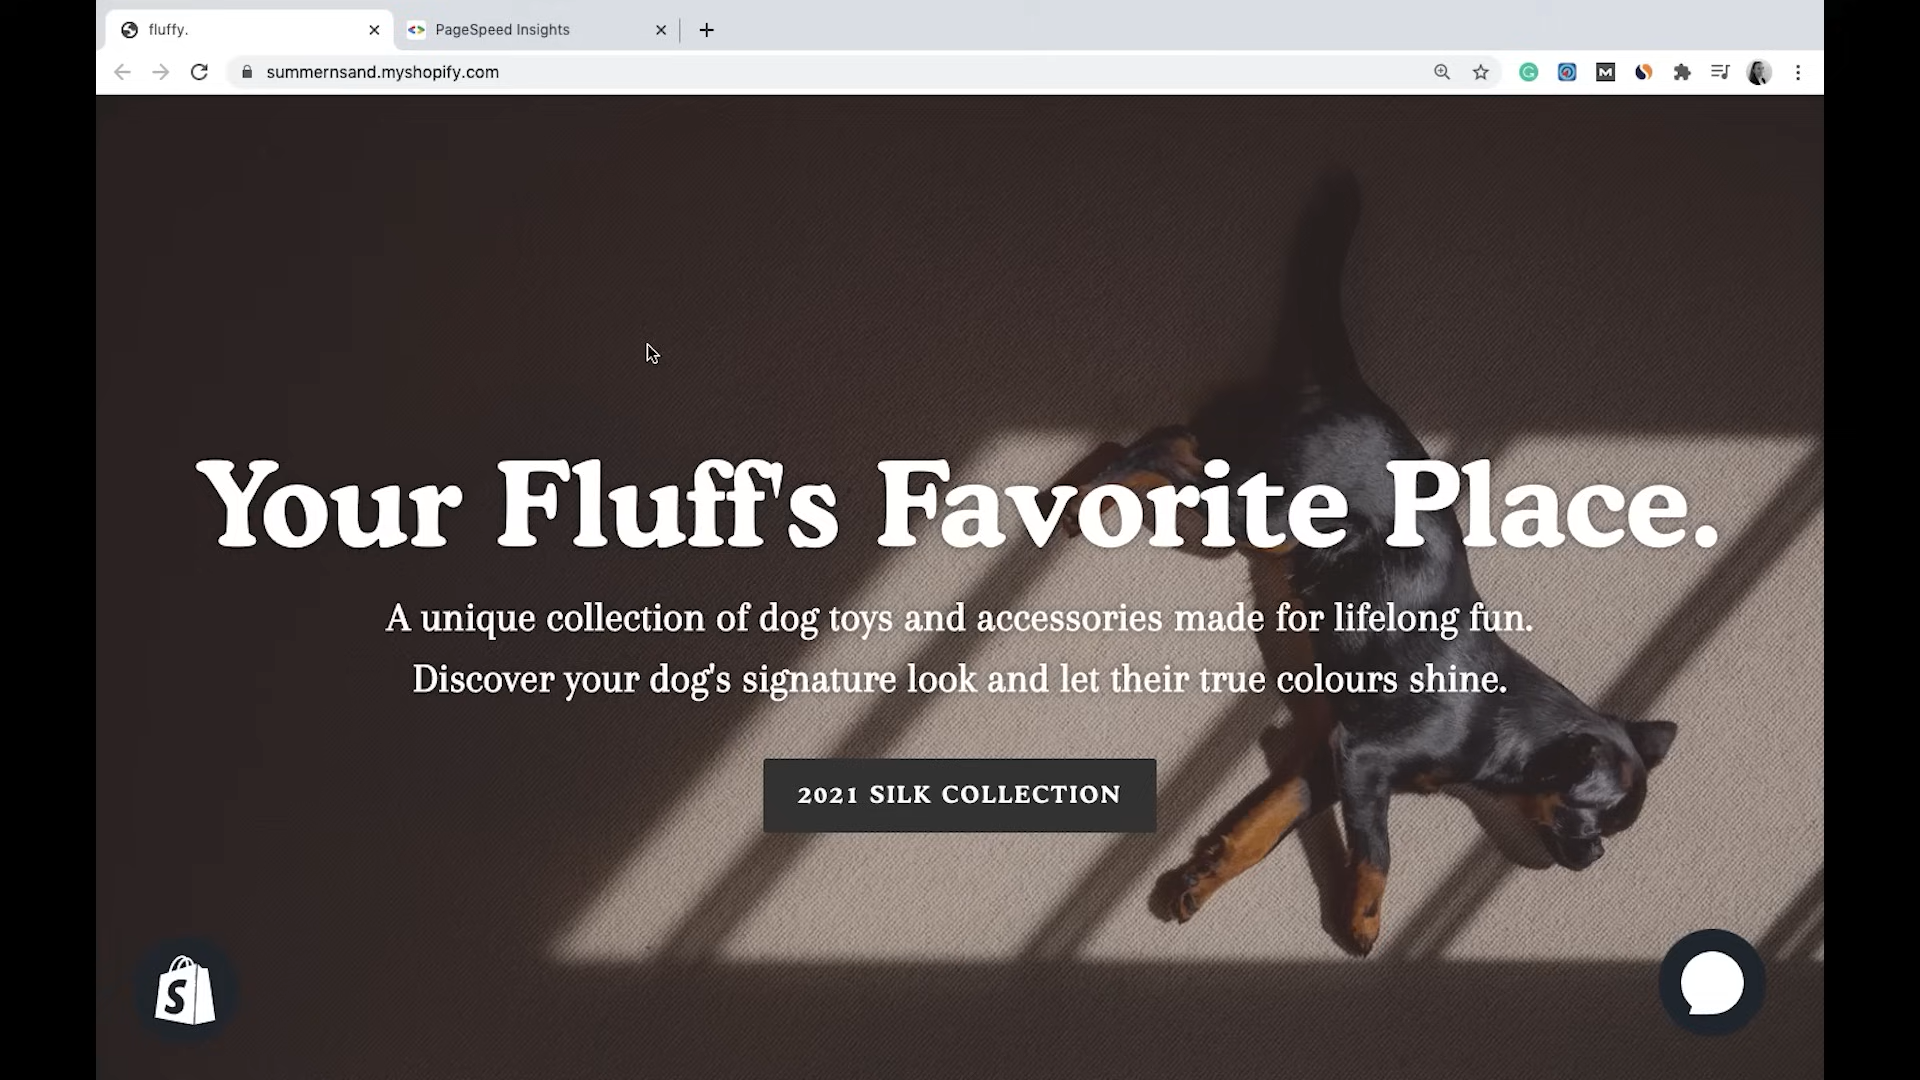 fluffy.
PageSpeed Insights
summernsand.myshopify.com
Your Fluff's Favorite Place.
A unique collection of dog toys and accessories made for lifelong fun.
Discover your dog's signature look and let their true colours shine.
2021 SILK COLLECTION